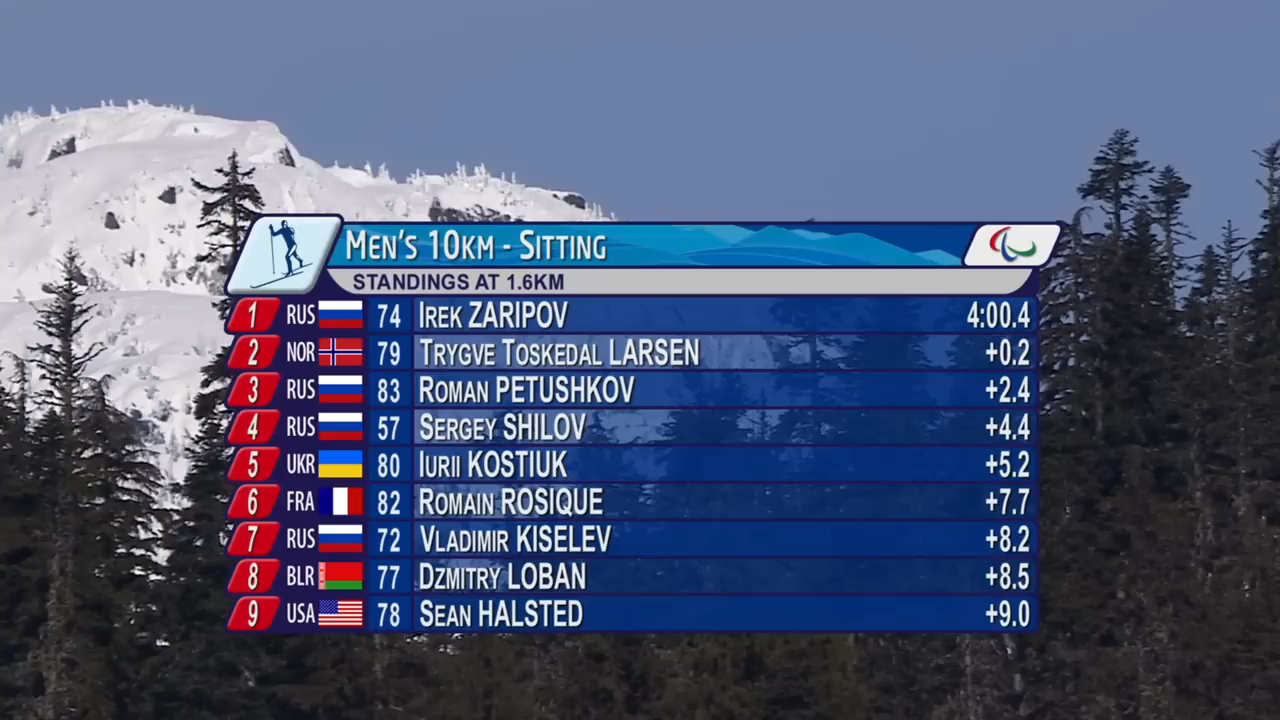 Men's 10km - Sitting
STANDINGS AT 1.6KM
1 RUS 74 Irek ZARIPOV 4:00.4
2 NOR 79 Trygve Toskedal LARSEN +0.2
3 RUS 83 Roman PETUSHKOV +2.4
4 RUS 57 Sergey SHILOV +4.4
5 UKR 80 Iurii KOSTIUK +5.2
6 FRA 82 Romain ROSIQUE +7.7
7 RUS 72 Vladimir KISELEV +8.2
8 BLR 77 Dzmitry LOBAN +8.5
9 USA 78 Sean HALSTED +9.0